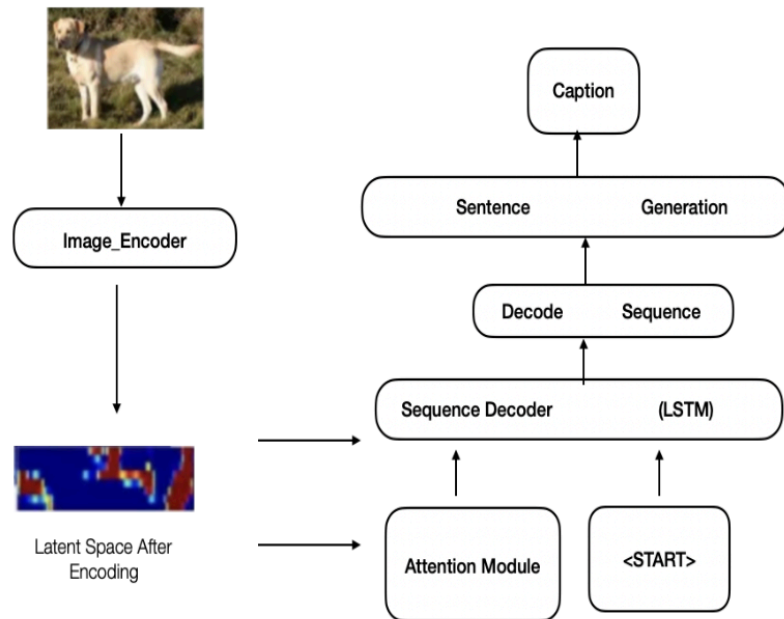 Caption
Sentence Generation
Image_Encoder
Decode Sequence
Sequence Decoder (LSTM)
Latent Space After
Encoding
Attention Module
<START>